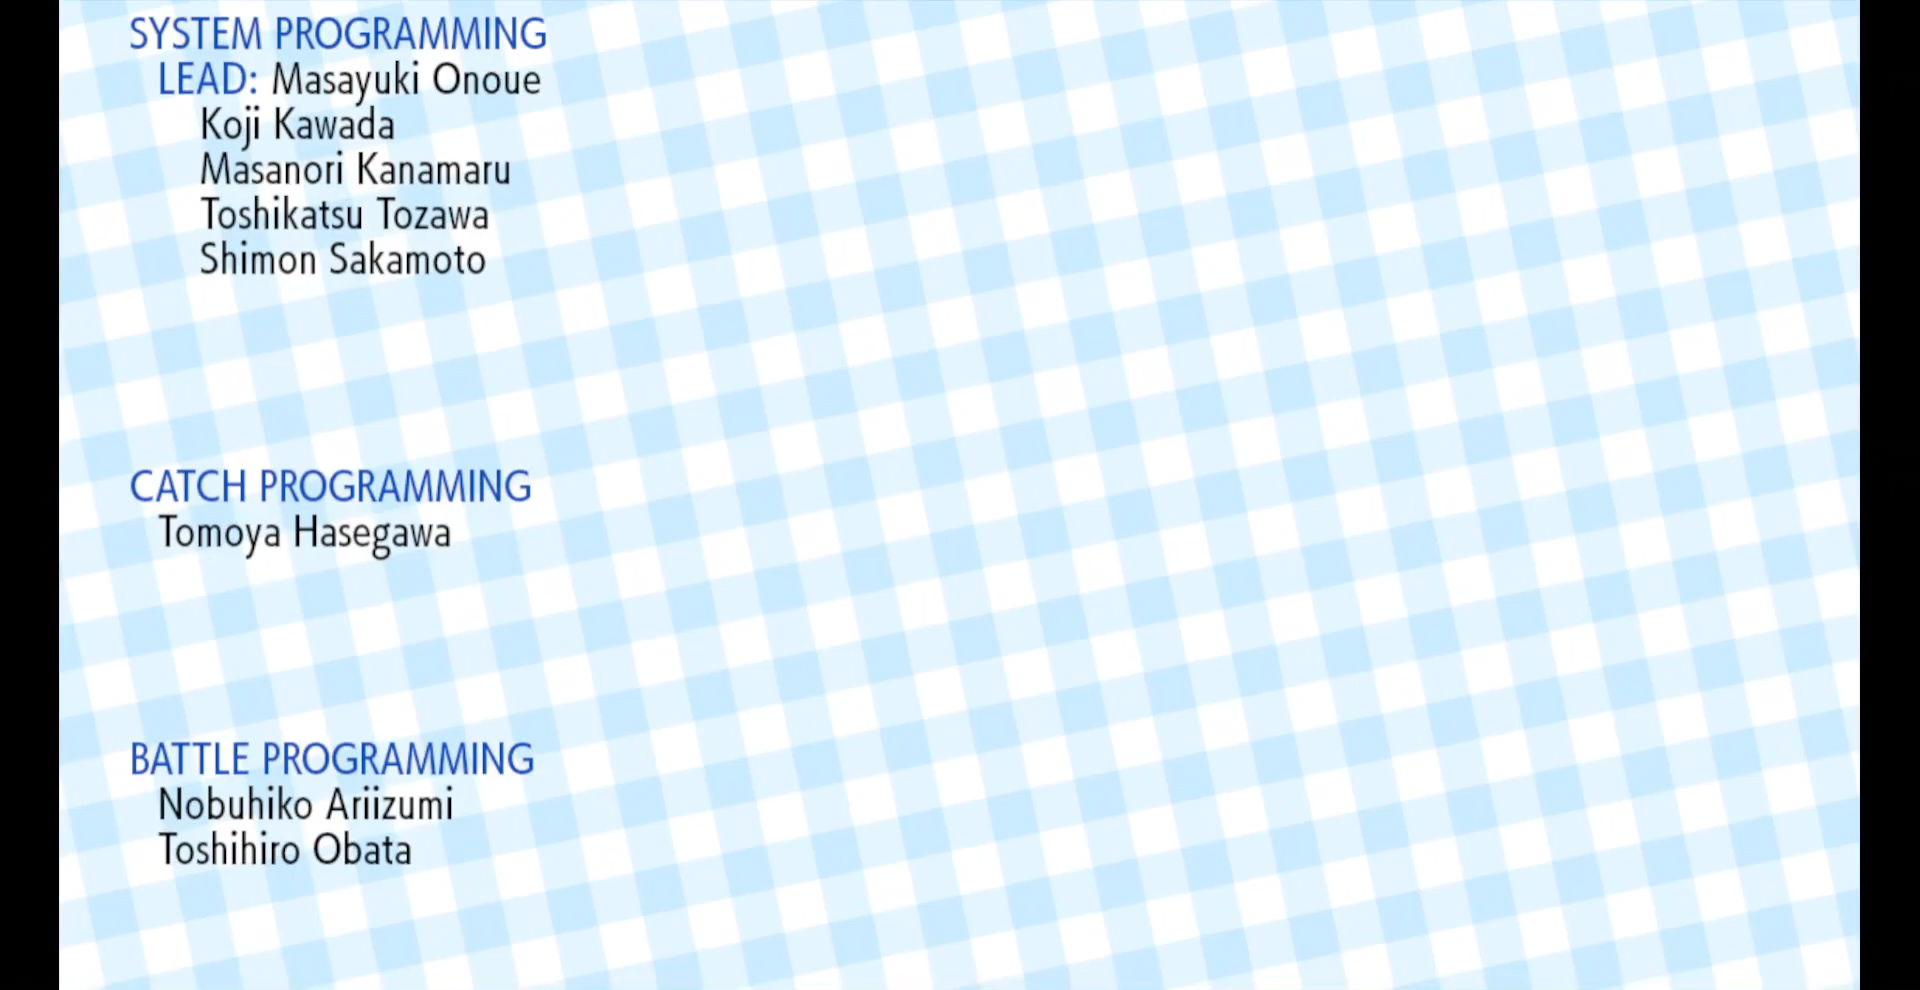 SYSTEM PROGRAMMING
LEAD: Masayuki Onoue
Koji Kawada
Masanori Kanamaru
Toshikatsu Tozawa
Shimon Sakamoto
CATCH PROGRAMMING
Tomoya Hasegawa
BATTLE PROGRAMMING
Nobuhiko Ariizumi
Toshihiro Obata